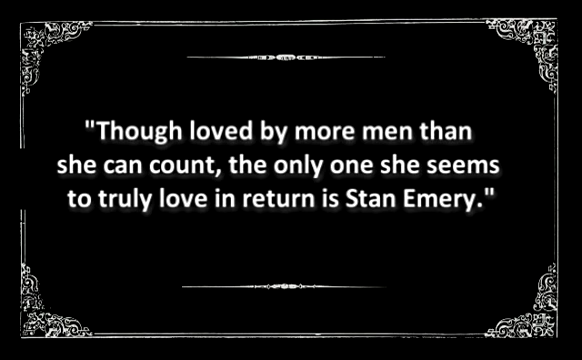 "Though loved by more men than
she can count, the only one she seems
to truly love in return is Stan Emery."